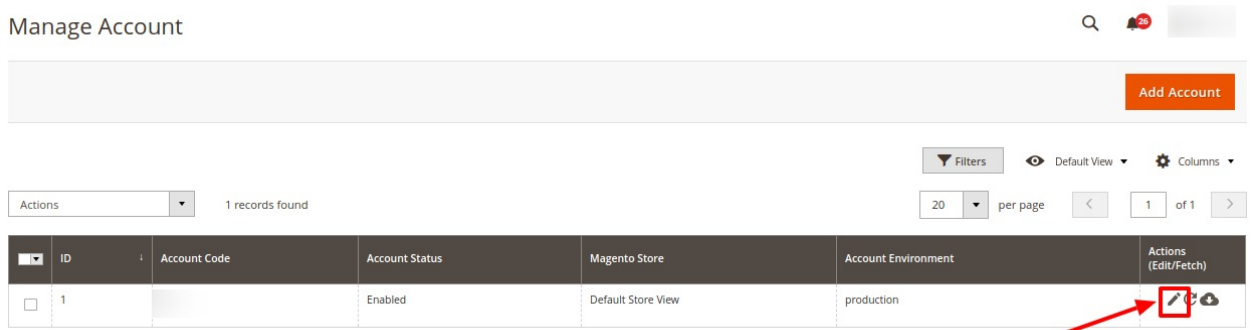 Manage Account
26
Add Account
Filters
Default View
Columns
Actions
1 records found
20
per page
1
of 1
ID
Account Code
Account Status
Magento Store
Account Environment
Actions
(Edit/Fetch)
1
Enabled
Default Store View
production